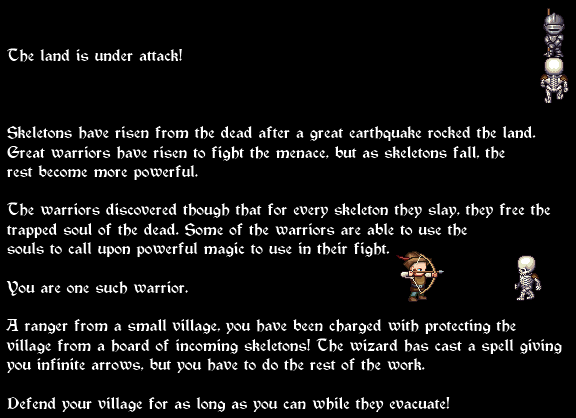 The land is under attack!
Skeletons have risen from the dead after a great earthquake rocked the land.
Great warriors have risen to fight the menace, but as skeletons fall, the
rest become more powerful.
The warriors discovered though that for every skeleton they slay, they free the
trapped soul of the dead. Some of the warriors are able to use the
souls to call upon powerful magic to use in their fight.
You are one such warrior.
A ranger from a small village, you have been charged with protecting the
village from a hoard of incoming skeletons! The wizard has cast a spell giving
you infinite arrows, but you have to do the rest of the work.
Defend your village for as long as you can while they evacuate!